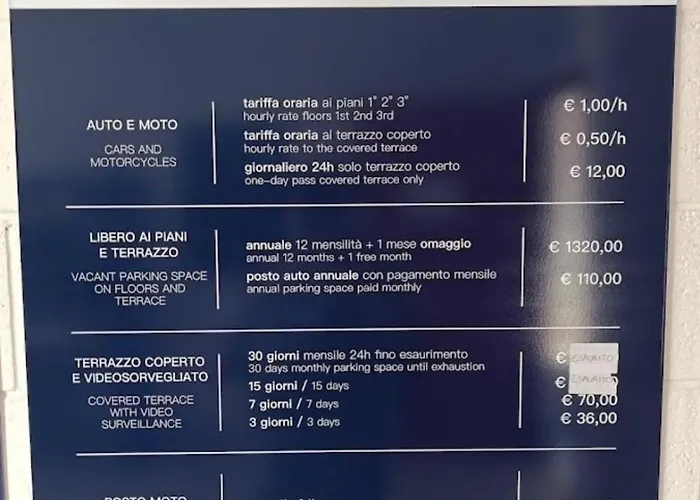 AUTO E MOTO
CARS AND
MOTORCYCLES
tariffa oraria ai piani 1° 2° 3°
hourly rate floors 1st 2nd 3rd
€ 1,00/h
tariffa oraria al terrazzo coperto
hourly rate to the covered terrace
€ 0,50/h
giornaliero 24h solo terrazzo coperto
one-day pass covered terrace only
€ 12,00
LIBERO AI PIANI
E TERRAZZO
VACANT PARKING SPACE
ON FLOORS AND
TERRACE
annuale 12 mensilità + 1 mese omaggio
annual 12 months + 1 free month
€ 1320,00
posto auto annuale con pagamento mensile
annual parking space paid monthly
€ 110,00
TERRAZZO COPERTO
E VIDEOSORVEGLIATO
COVERED TERRACE
WITH VIDEO
SURVEILLANCE
30 giorni mensile 24h fino esaurimento
30 days monthly parking space until exhaustion
€ ESAURITO
15 giorni / 15 days
€ ESAURITO
7 giorni / 7 days
€ 70,00
3 giorni / 3 days
€ 36,00
POSTO MOTO